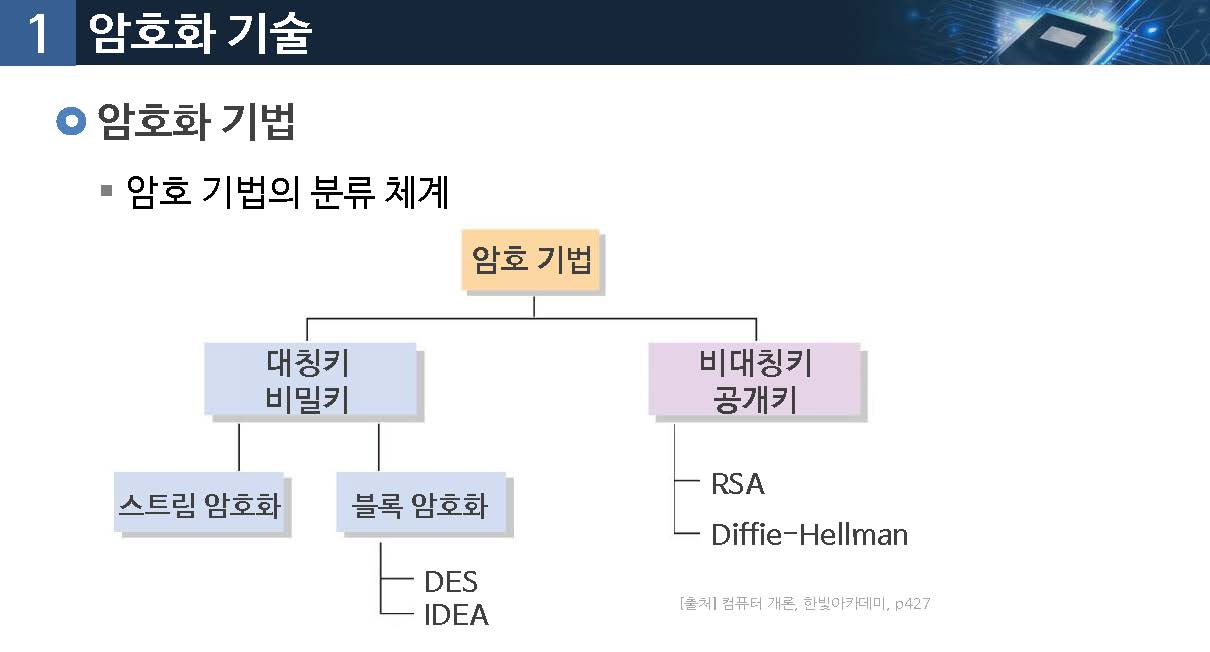 1 암호화 기술
암호화 기법
암호 기법의 분류 체계
암호 기법
대칭키
비밀키
비대칭키
공개키
스트림 암호화
블록 암호화
DES
IDEA
RSA
Diffie-Hellman
[출처] 컴퓨터 개론, 한빛아카데미, p427